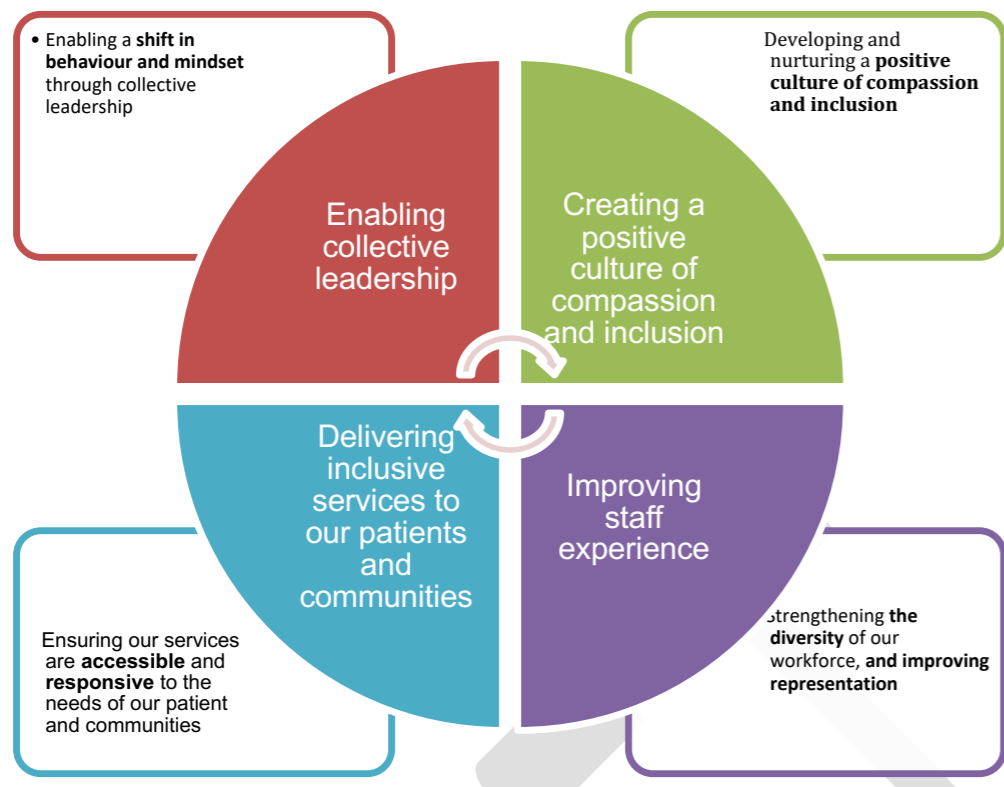 • Enabling a shift in
behaviour and mindset
through collective
leadership
Developing and
nurturing a positive
culture of compassion
and inclusion
Enabling
collective
leadership
Creating a
positive
culture of
compassion
and inclusion
Delivering
inclusive
services to
our patients
and
communities
Improving
staff
experience
Ensuring our services
are accessible and
responsive to the
needs of our patient
and communities
Strengthening the
diversity of our
workforce, and improving
representation